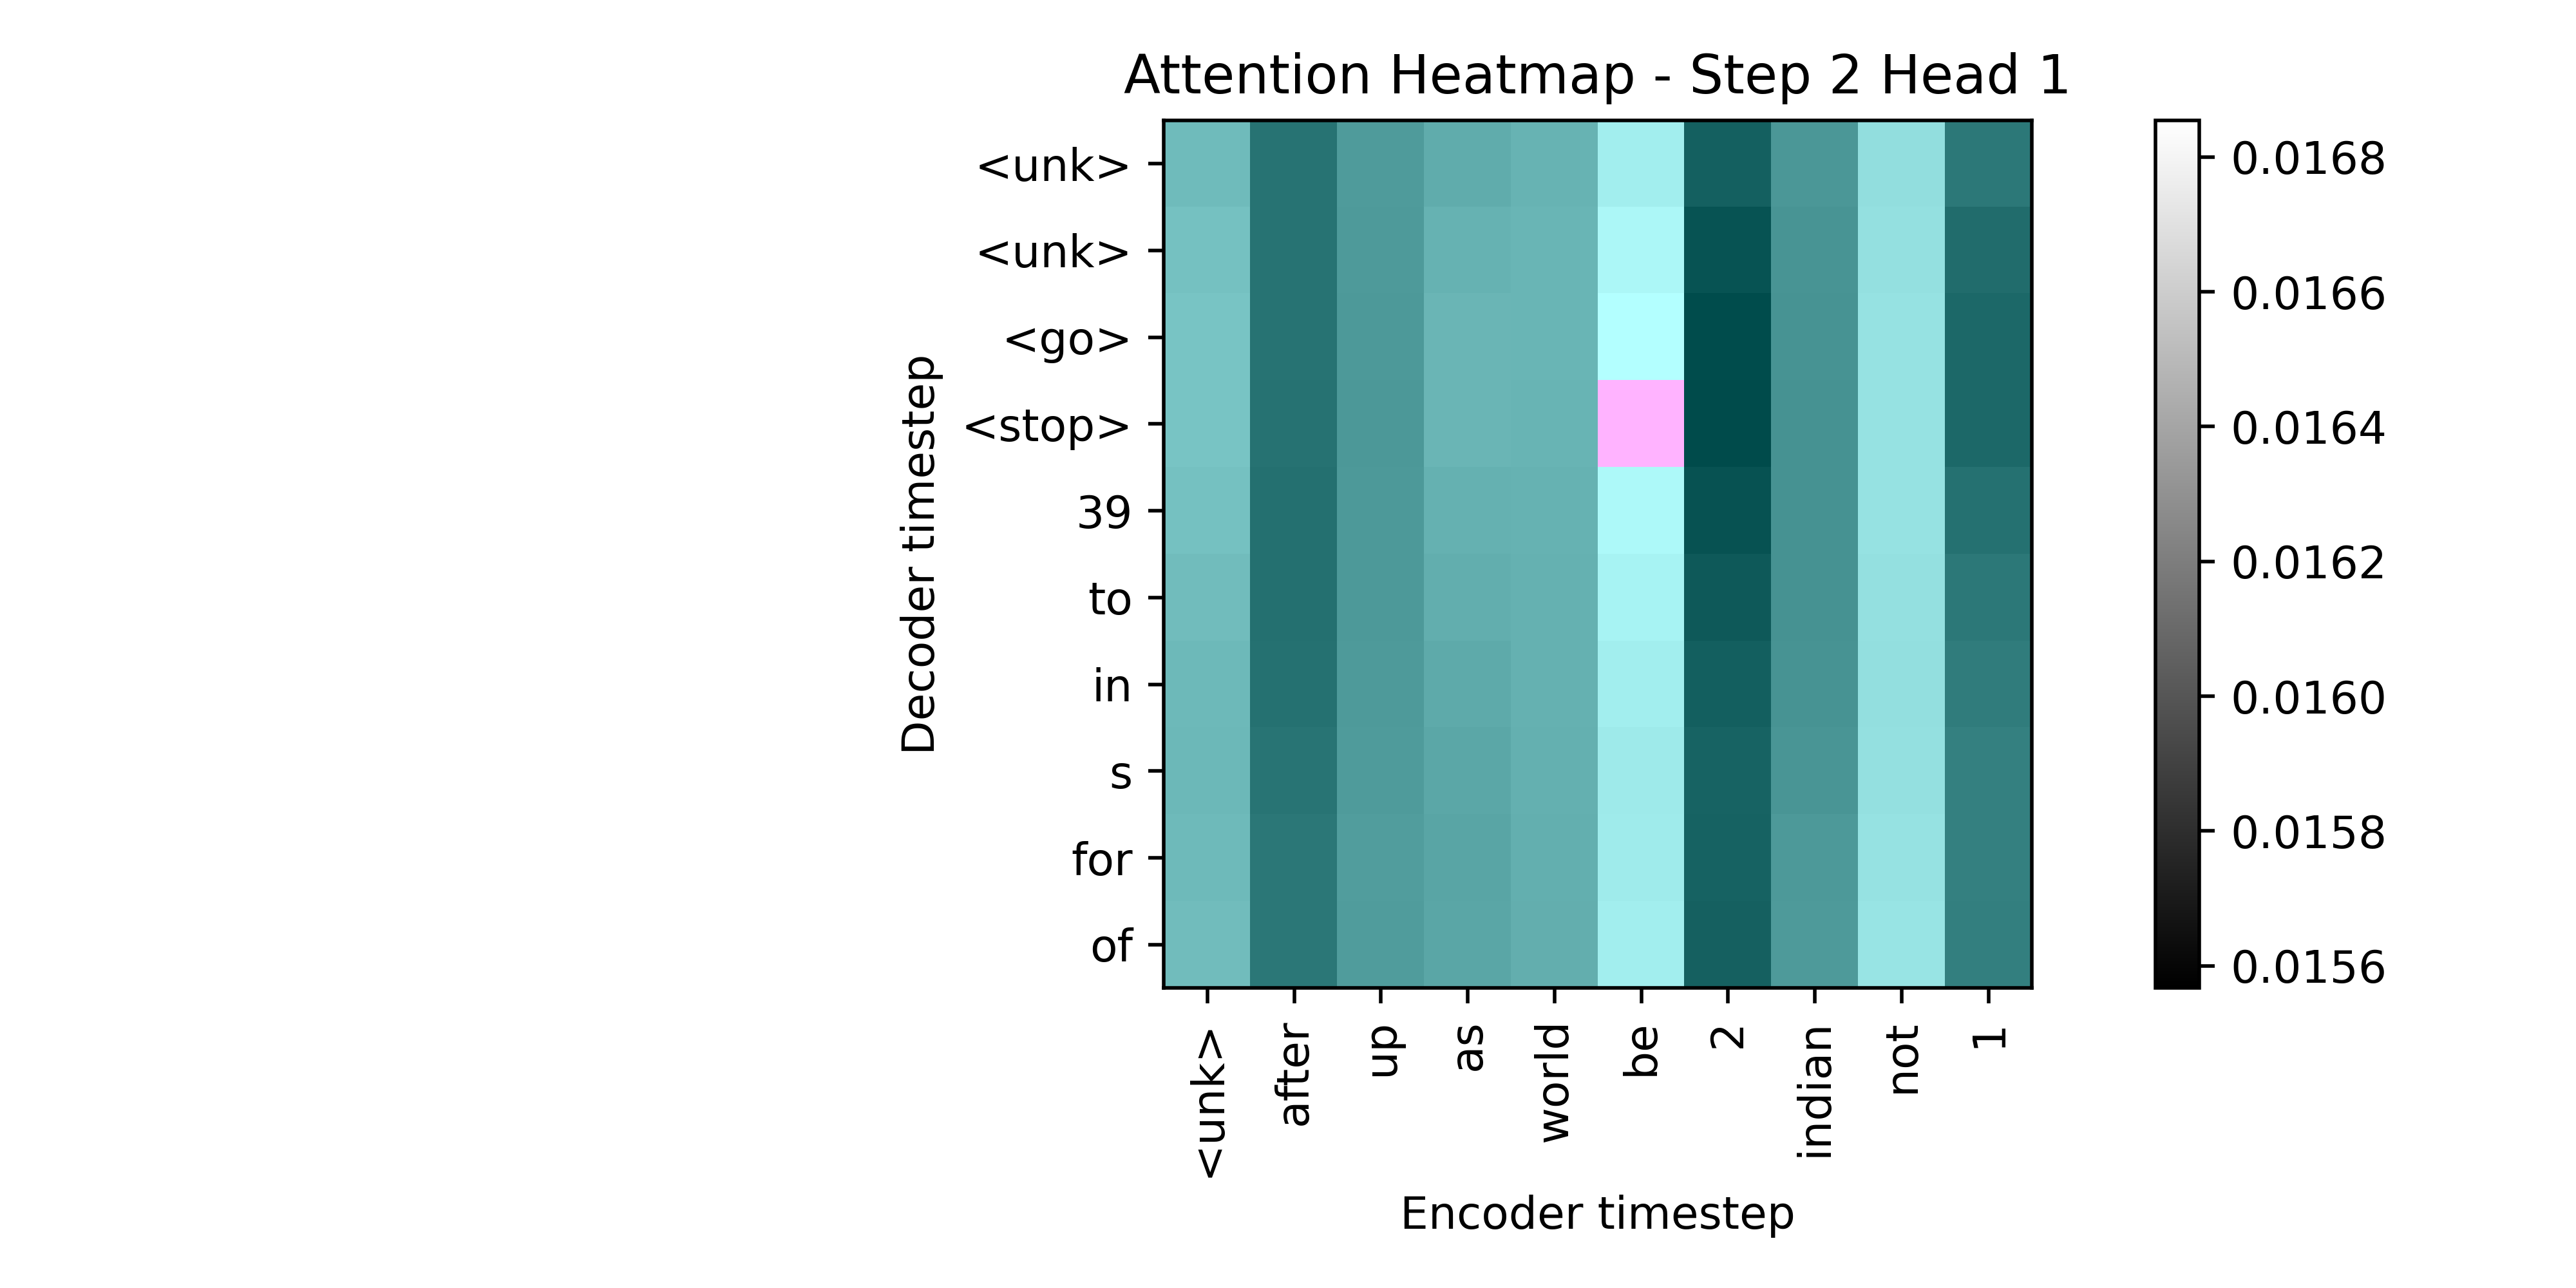 Attention Heatmap - Step 2 Head 1
Decoder timestep
<unk>
<unk>
<go>
<stop>
39
to
in
s
for
of
<unk>
after
up
as
world
be
2
indian
not
1
Encoder timestep
0.0168
0.0166
0.0164
0.0162
0.0160
0.0158
0.0156